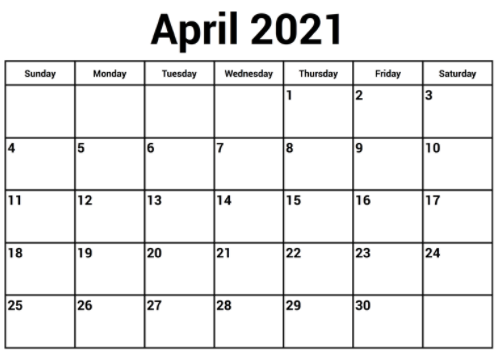 April 2021
Sunday Monday Tuesday Wednesday Thursday Friday Saturday
1 2 3
4 5 6 7 8 9 10
11 12 13 14 15 16 17
18 19 20 21 22 23 24
25 26 27 28 29 30